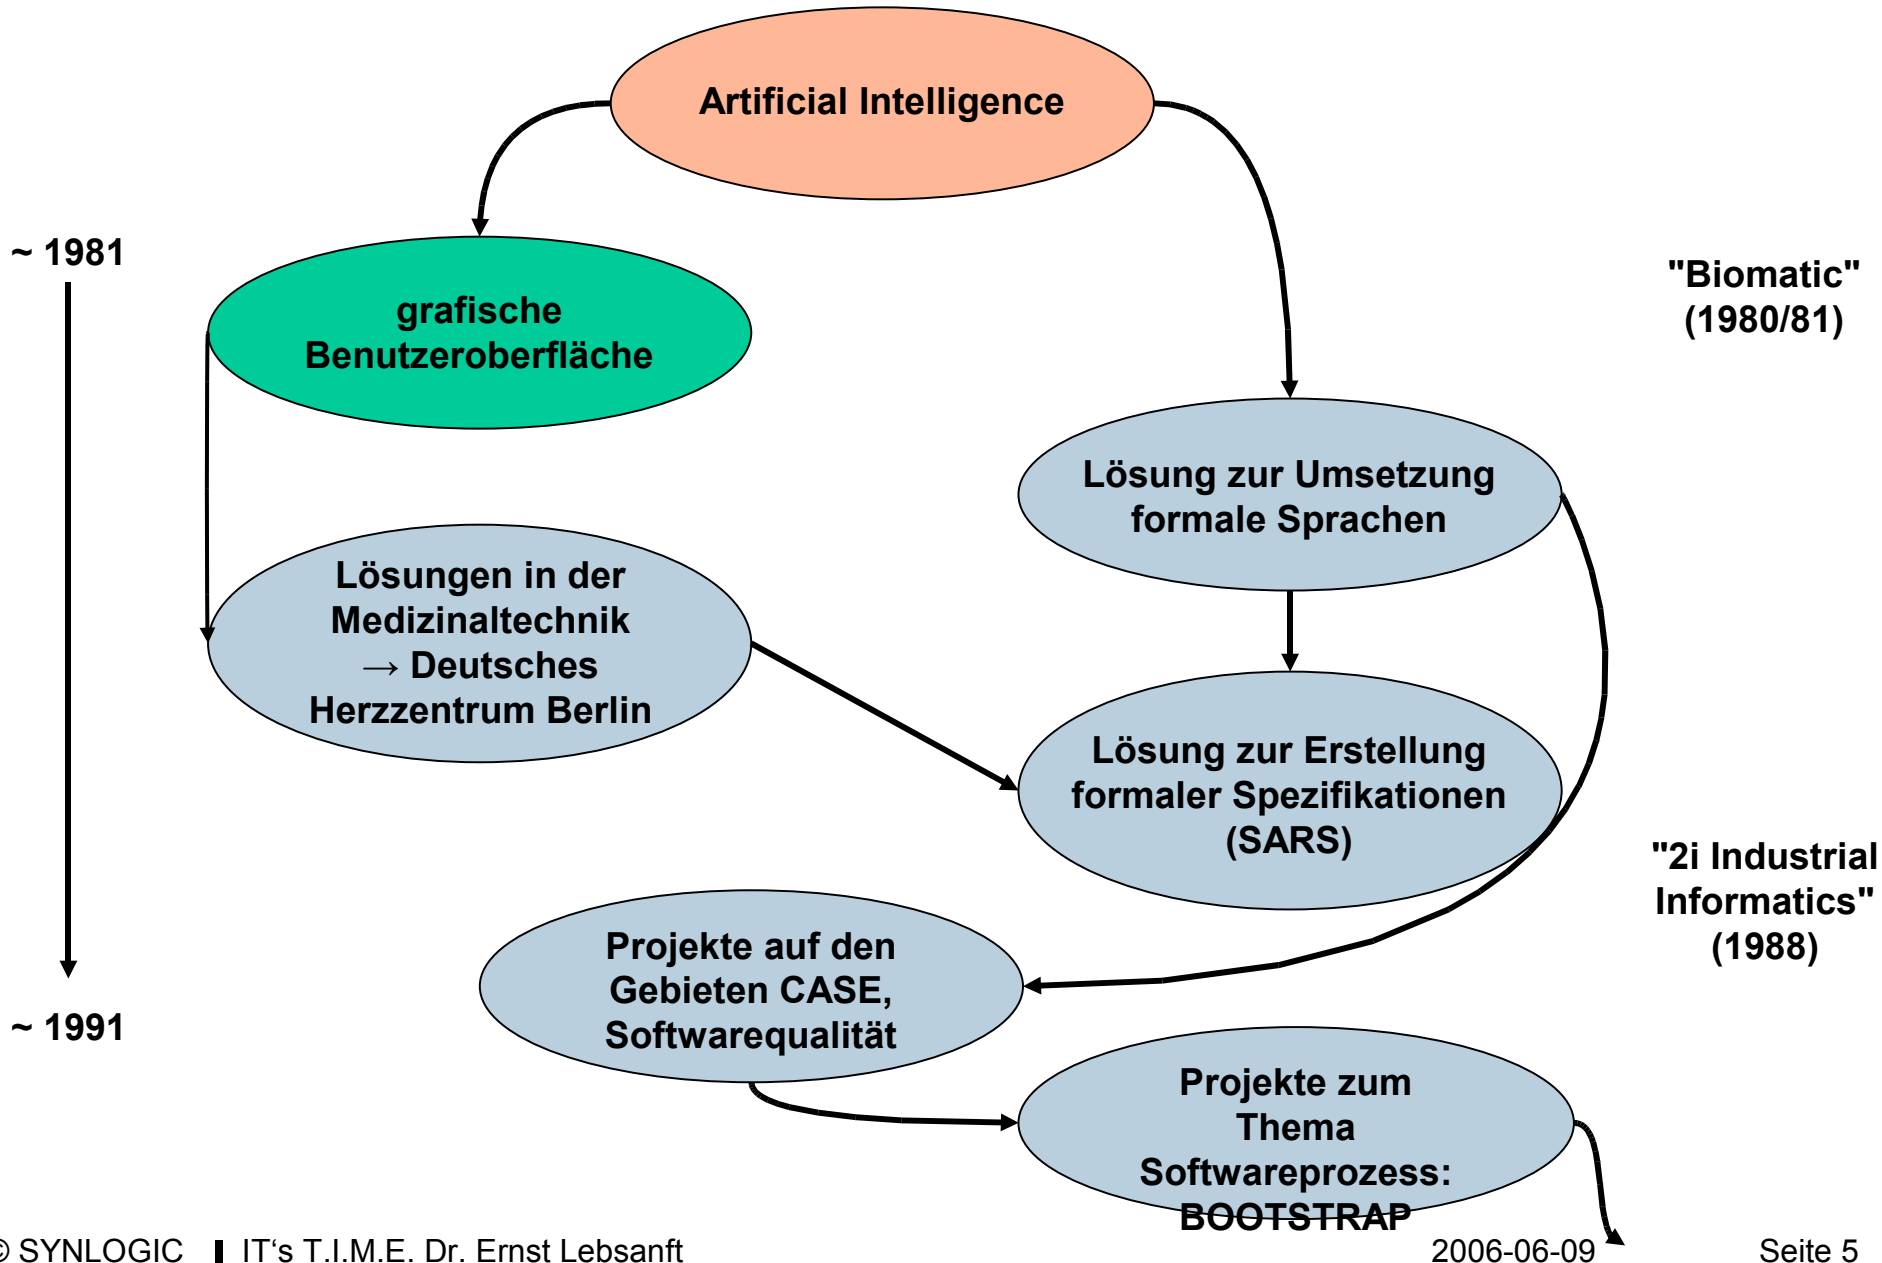 Artificial Intelligence
~ 1981
"Biomatic"
(1980/81)
grafische
Benutzeroberfläche
Lösung zur Umsetzung
formale Sprachen
Lösungen in der
Medizinaltechnik
→ Deutsches
Herzzentrum Berlin
Lösung zur Erstellung
formaler Spezifikationen
(SARS)
"2i Industrial
Informatics"
(1988)
Projekte auf den
Gebieten CASE,
Softwarequalität
~ 1991
Projekte zum
Thema
Softwareprozess:
BOOTSTRAP
© SYNLOGIC IT‘s T.I.M.E. Dr. Ernst Lebsanft 2006-06-09 Seite 5